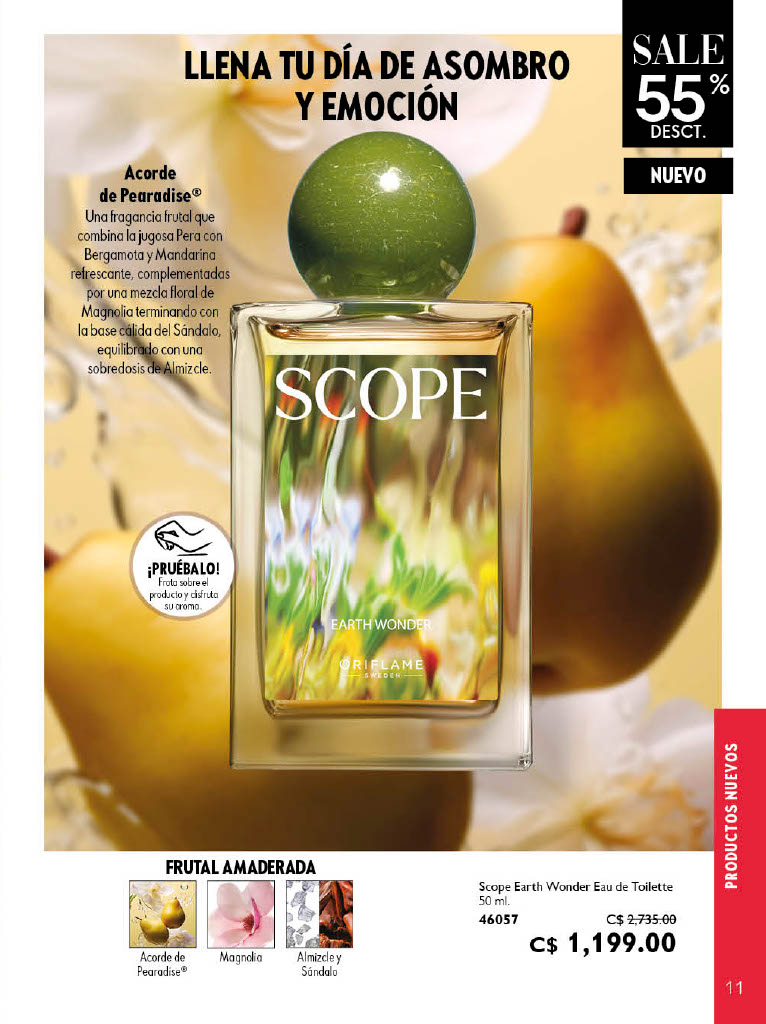 LLENA TU DÍA DE ASOMBRO
Y EMOCIÓN
SALE
55%
DESCT.
NUEVO
Acorde
de Pearadise®
Una fragancia frutal que
combina la jugosa Pera con
Bergamota y Mandarina
refrescante, complementadas
por una mezcla floral de
Magnolia terminando con
la base cálida del Sándalo,
equilibrado con una
sobredosis de Almizcle.
SCOPE
EARTH WONDER
ORIFLAME
SWEDEN
¡PRUÉBALO!
Frota sobre el
producto y disfruta
su aroma.
PRODUCTOS NUEVOS
FRUTAL AMADERADA
Acorde de
Pearadise®
Magnolia
Almizcle y
Sándalo
Scope Earth Wonder Eau de Toilette
50 ml.
46057 C$ 2,735.00
C$ 1,199.00
11